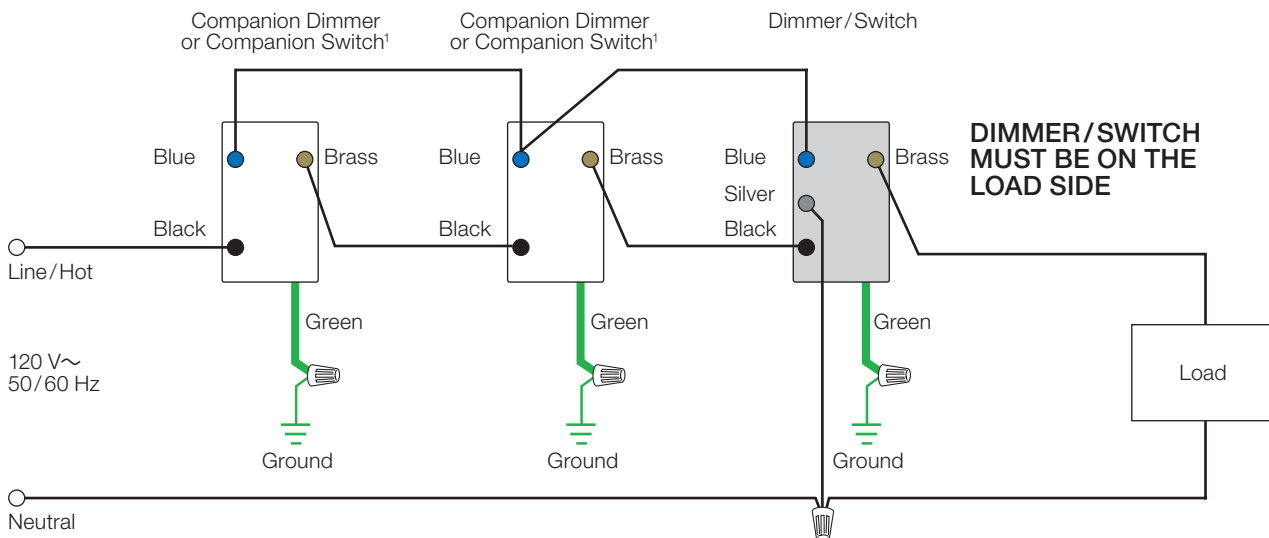 Companion Dimmer
or Companion Switch¹
Companion Dimmer
or Companion Switch¹
Dimmer/Switch
Blue
Brass
Blue
Brass
Blue
Brass
DIMMER/SWITCH
MUST BE ON THE
LOAD SIDE
Silver
Black
Black
Black
Line/Hot
Green
Green
Green
120 V~
50/60 Hz
Load
Ground
Ground
Ground
Neutral